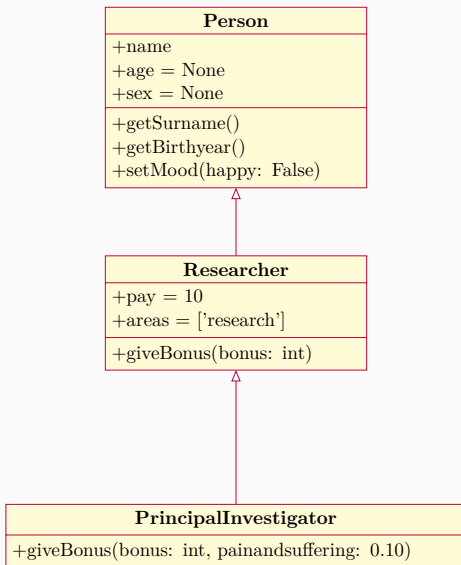 Person
+name
+age = None
+sex = None
+getSurname()
+getBirthyear()
+setMood(happy: False)
Researcher
+pay = 10
+areas = ['research']
+giveBonus(bonus: int)
PrincipalInvestigator
+giveBonus(bonus: int, painandsuffering: 0.10)